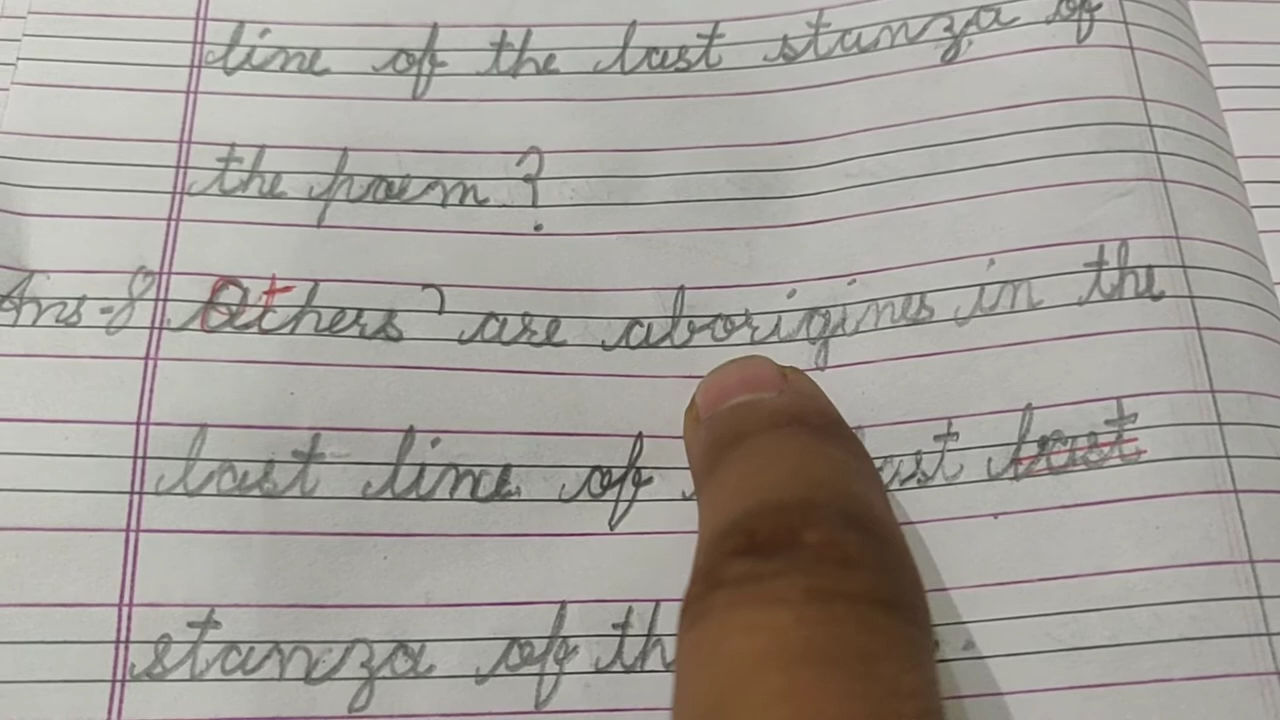 line of the last stanza of
the poem ?
Ans-8 Others' are aborigines in the
last line of last
stanza of